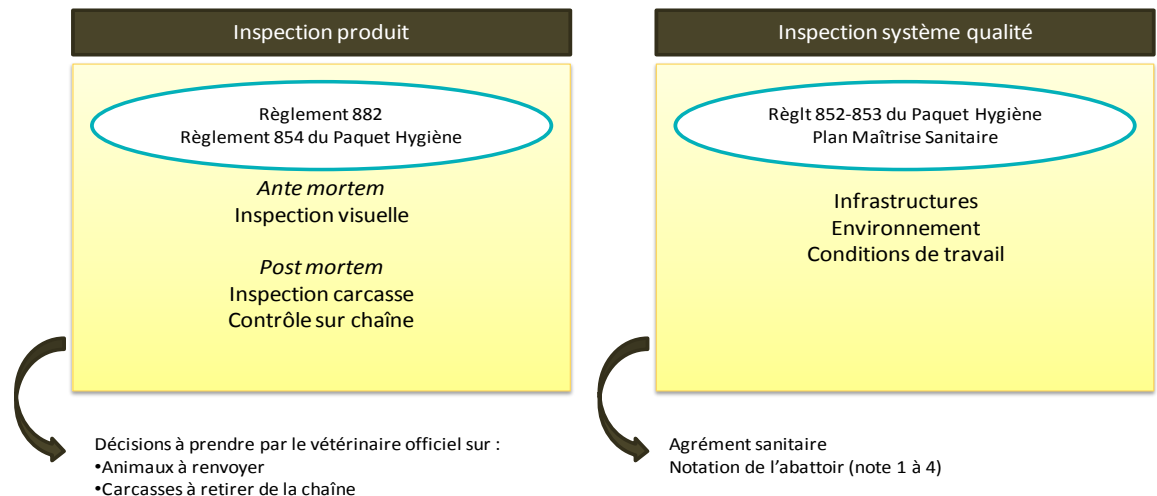 Inspection produit
Règlement 882
Règlement 854 du Paquet Hygiène
Ante mortem
Inspection visuelle
Post mortem
Inspection carcasse
Contrôle sur chaîne
Décisions à prendre par le vétérinaire officiel sur :
•Animaux à renvoyer
•Carcasses à retirer de la chaîne
Inspection système qualité
Règlt 852-853 du Paquet Hygiène
Plan Maîtrise Sanitaire
Infrastructures
Environnement
Conditions de travail
Agrément sanitaire
Notation de l'abattoir (note 1 à 4)